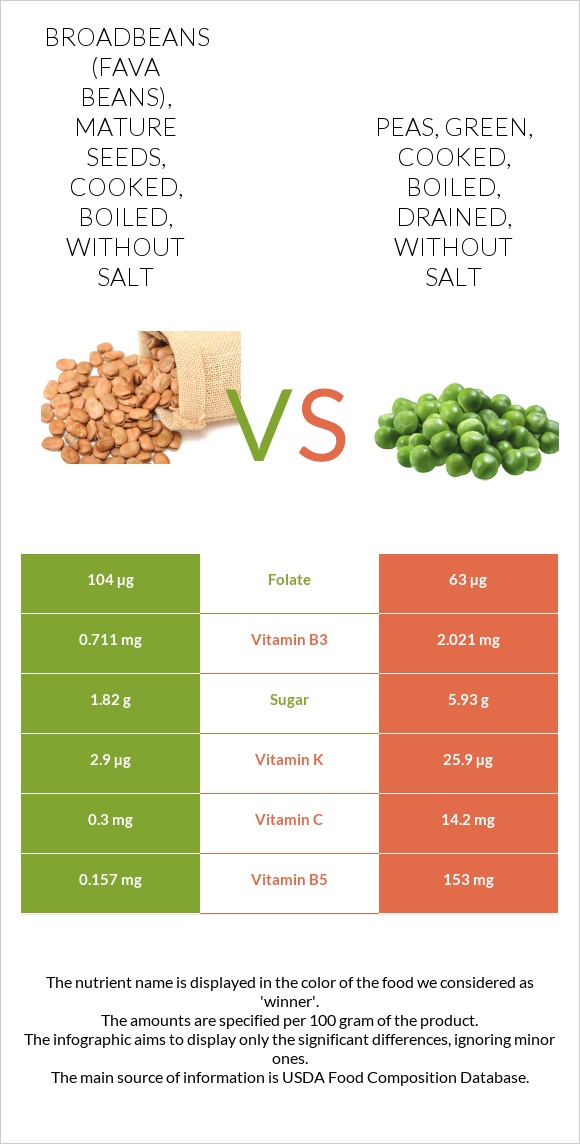 BROADBEANS
(FAVA
BEANS),
MATURE
SEEDS,
COOKED,
BOILED,
WITHOUT
SALT
PEAS, GREEN,
COOKED,
BOILED,
DRAINED,
WITHOUT
SALT
VS
104 µg Folate 63 µg
0.711 mg Vitamin B3 2.021 mg
1.82 g Sugar 5.93 g
2.9 µg Vitamin K 25.9 µg
0.3 mg Vitamin C 14.2 mg
0.157 mg Vitamin B5 153 mg
The nutrient name is displayed in the color of the food we considered as
'winner'.
The amounts are specified per 100 gram of the product.
The infographic aims to display only the significant differences, ignoring minor
ones.
The main source of information is USDA Food Composition Database.